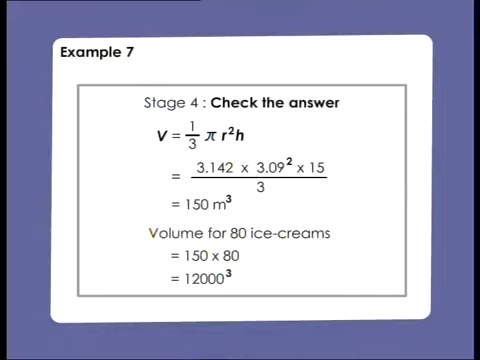 Example 7
Stage 4 : Check the answer
V = 1/3 π r²h
= 3.142 x 3.09² x 15 / 3
= 150 m³
Volume for 80 ice-creams
= 150 x 80
= 12000³